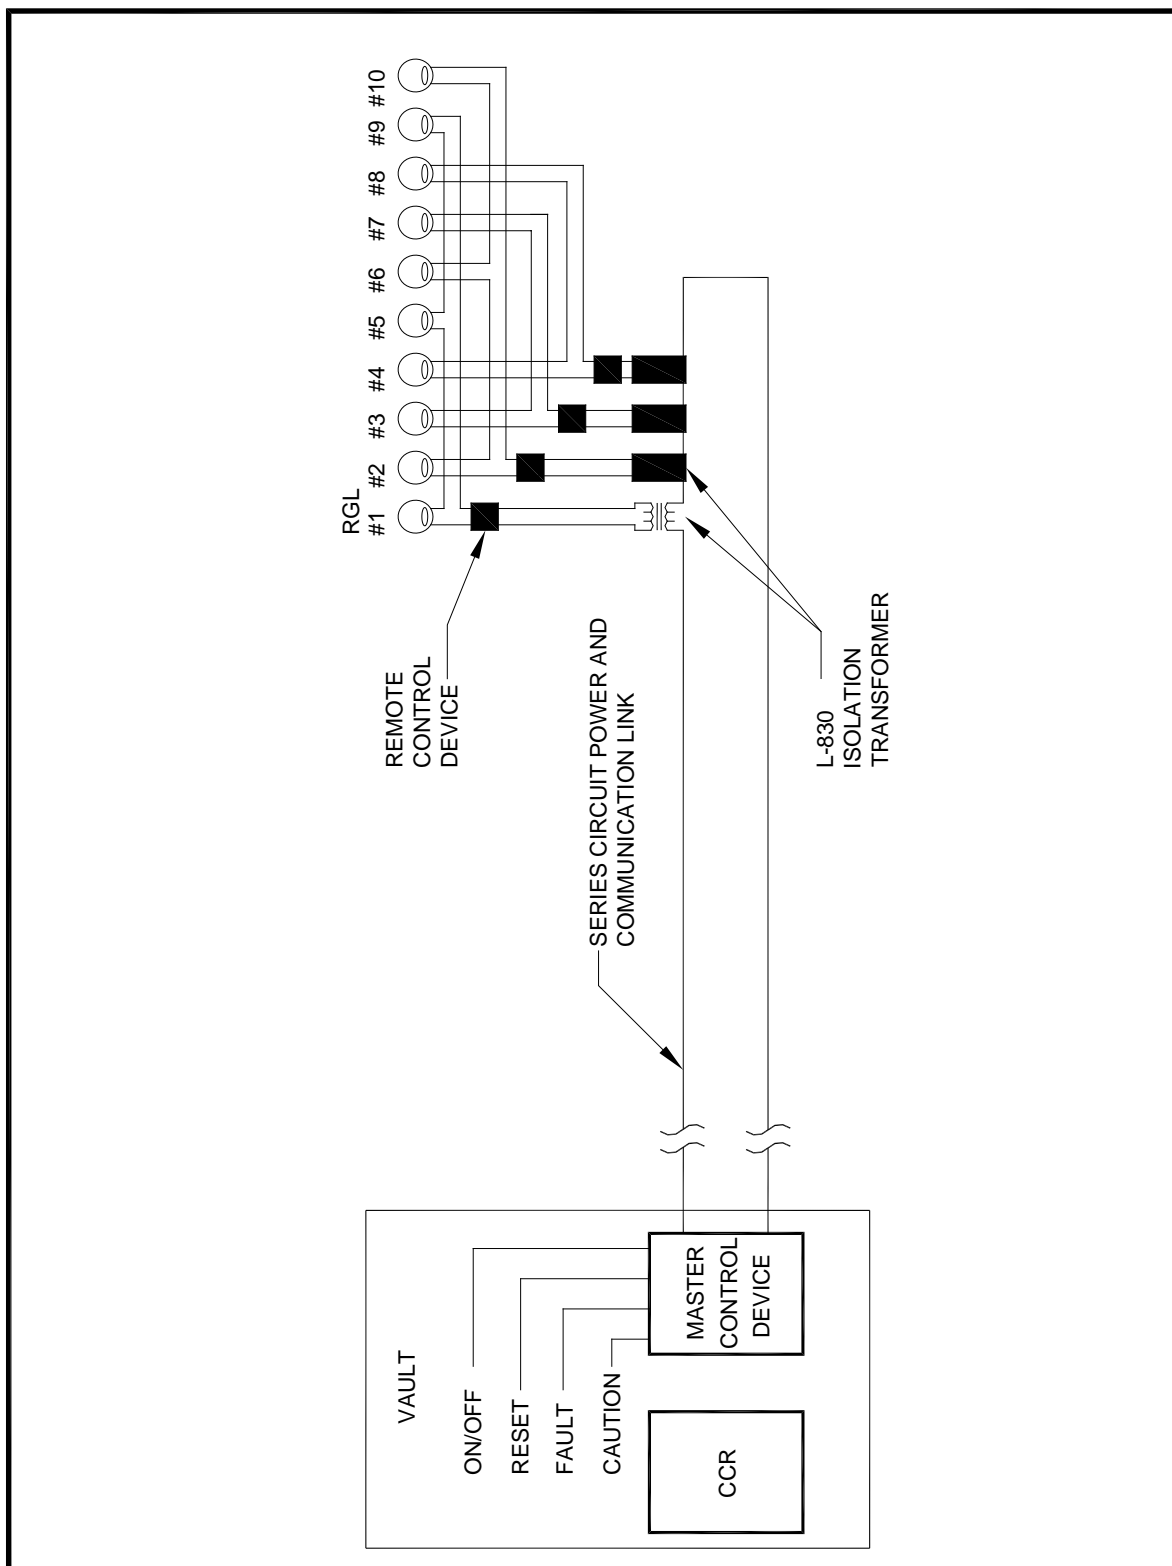 VAULT
ON/OFF
RESET
FAULT
CAUTION
CCR
MASTER
CONTROL
DEVICE
SERIES CIRCUIT POWER AND
COMMUNICATION LINK
REMOTE
CONTROL
DEVICE
L-830
ISOLATION
TRANSFORMER
RGL
#1
#2
#3
#4
#5
#6
#7
#8
#9
#10